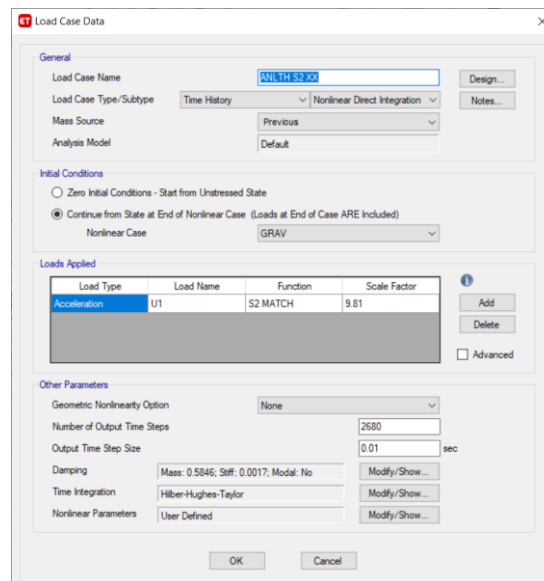 ET Load Case Data
General
Load Case Name ANLTH S2 XX Design...
Load Case Type/Subtype Time History Nonlinear Direct Integration Notes...
Mass Source Previous
Analysis Model Default
Initial Conditions
Zero Initial Conditions - Start from Unstressed State
Continue from State at End of Nonlinear Case (Loads at End of Case ARE Included)
Nonlinear Case GRAV
Loads Applied
Load Type Load Name Function Scale Factor
Acceleration U1 S2 MATCH 9.81
Add
Delete
Advanced
Other Parameters
Geometric Nonlinearity Option None
Number of Output Time Steps 2680
Output Time Step Size 0.01 sec
Damping Mass: 0.5846; Stiff: 0.0017; Modal: No Modify/Show...
Time Integration Hilber-Hughes-Taylor Modify/Show...
Nonlinear Parameters User Defined Modify/Show...
OK Cancel